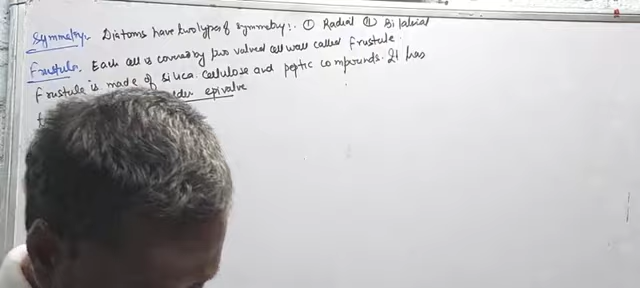 Symmetry:- Diatoms have two types of symmetry:- ① Radial ② Bilateral
Frustule. Each cell is covered by two valved cell wall called Frustule.
Frustule is made of silica. Cellulose and peptic compounds. It has
older epivalve